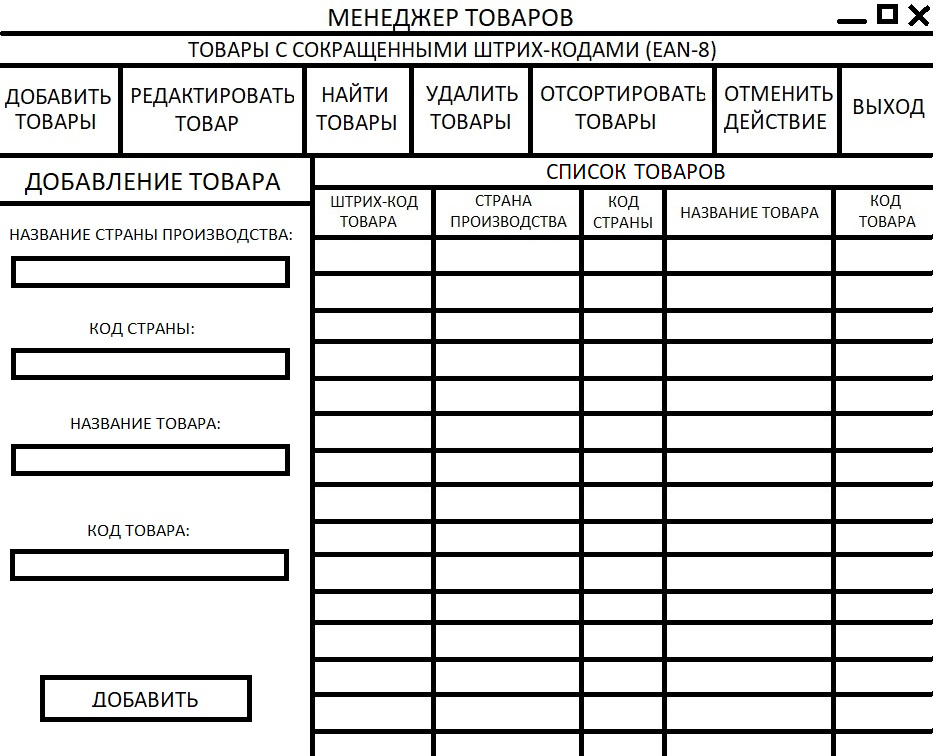 МЕНЕДЖЕР ТОВАРОВ
ТОВАРЫ С СОКРАЩЕННЫМИ ШТРИХ-КОДАМИ (EAN-8)
ДОБАВИТЬ
ТОВАРЫ
РЕДАКТИРОВАТЬ
ТОВАР
НАЙТИ
ТОВАРЫ
УДАЛИТЬ
ТОВАРЫ
ОТСОРТИРОВАТЬ
ТОВАРЫ
ОТМЕНИТЬ
ДЕЙСТВИЕ
ВЫХОД
ДОБАВЛЕНИЕ ТОВАРА
НАЗВАНИЕ СТРАНЫ ПРОИЗВОДСТВА:
КОД СТРАНЫ:
НАЗВАНИЕ ТОВАРА:
КОД ТОВАРА:
ДОБАВИТЬ
СПИСОК ТОВАРОВ
ШТРИХ-КОД
ТОВАРА
СТРАНА
ПРОИЗВОДСТВА
КОД
СТРАНЫ
НАЗВАНИЕ ТОВАРА
КОД
ТОВАРА